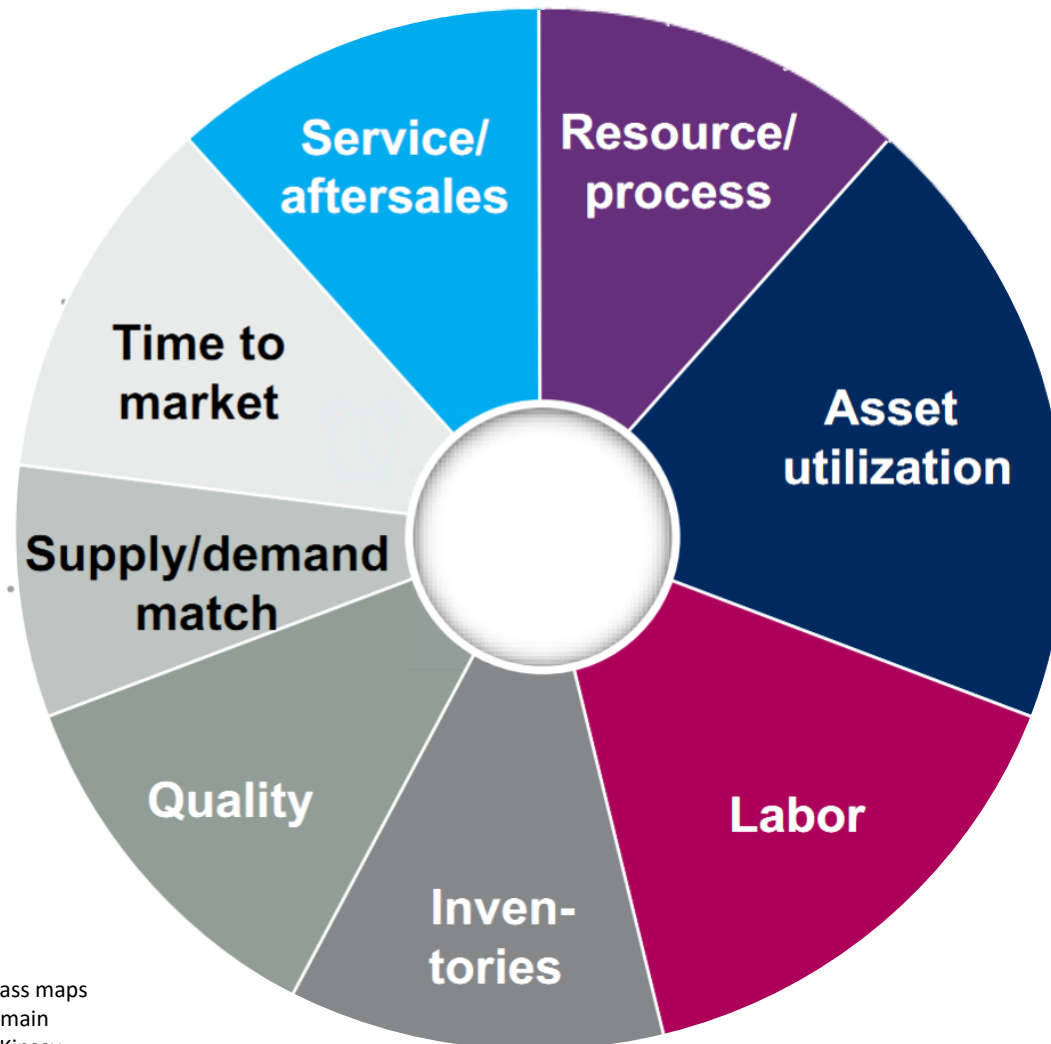 Service/
aftersales
Resource/
process
Asset
utilization
Labor
Inven-
tories
Quality
Supply/demand
match
Time to
market
ass maps
main